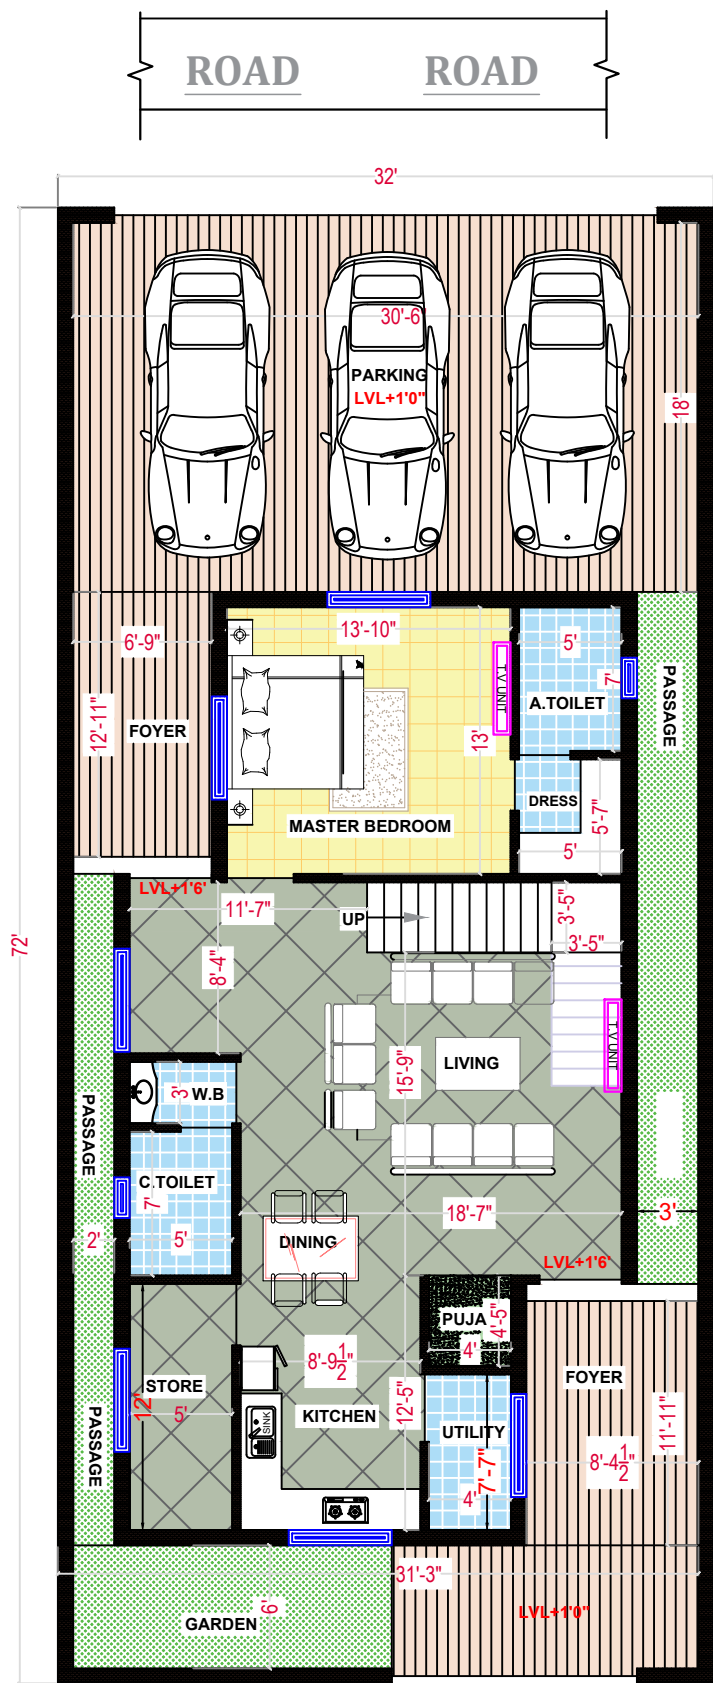 ROAD ROAD
32'
30'-6"
PARKING
LVL+1'0"
18'
6'-9"
13'-10"
5'
7'
T.V UNIT
A.TOILET
PASSAGE
12'-11"
FOYER
13'
DRESS
5'-7"
MASTER BEDROOM
5'
LVL+1'6'
11'-7"
UP
3'-5"
3'-5"
8'-4"
72'
T.V UNIT
LIVING
15'-9"
3'
W.B
PASSAGE
C.TOILET
7'
18'-7"
3'
2'
5'
DINING
LVL+1'6'
PUJA
4'-5"
4'
8'-9 1/2"
FOYER
STORE
12'
5'
KITCHEN
12'-5"
SINK
UTILITY
11'-11"
PASSAGE
8'-4 1/2"
7'-7"
4'
31'-3"
6'
LVL+1'0"
GARDEN